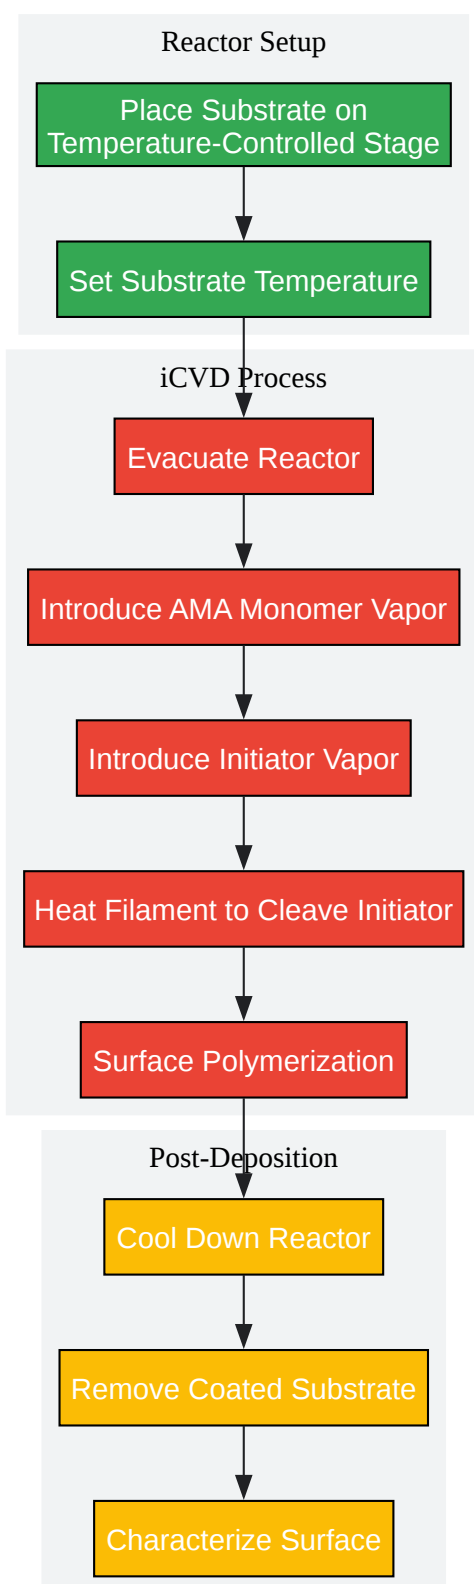 Reactor Setup
Place Substrate on
Temperature-Controlled Stage
Set Substrate Temperature
iCVD Process
Evacuate Reactor
Introduce AMA Monomer Vapor
Introduce Initiator Vapor
Heat Filament to Cleave Initiator
Surface Polymerization
Post-Deposition
Cool Down Reactor
Remove Coated Substrate
Characterize Surface